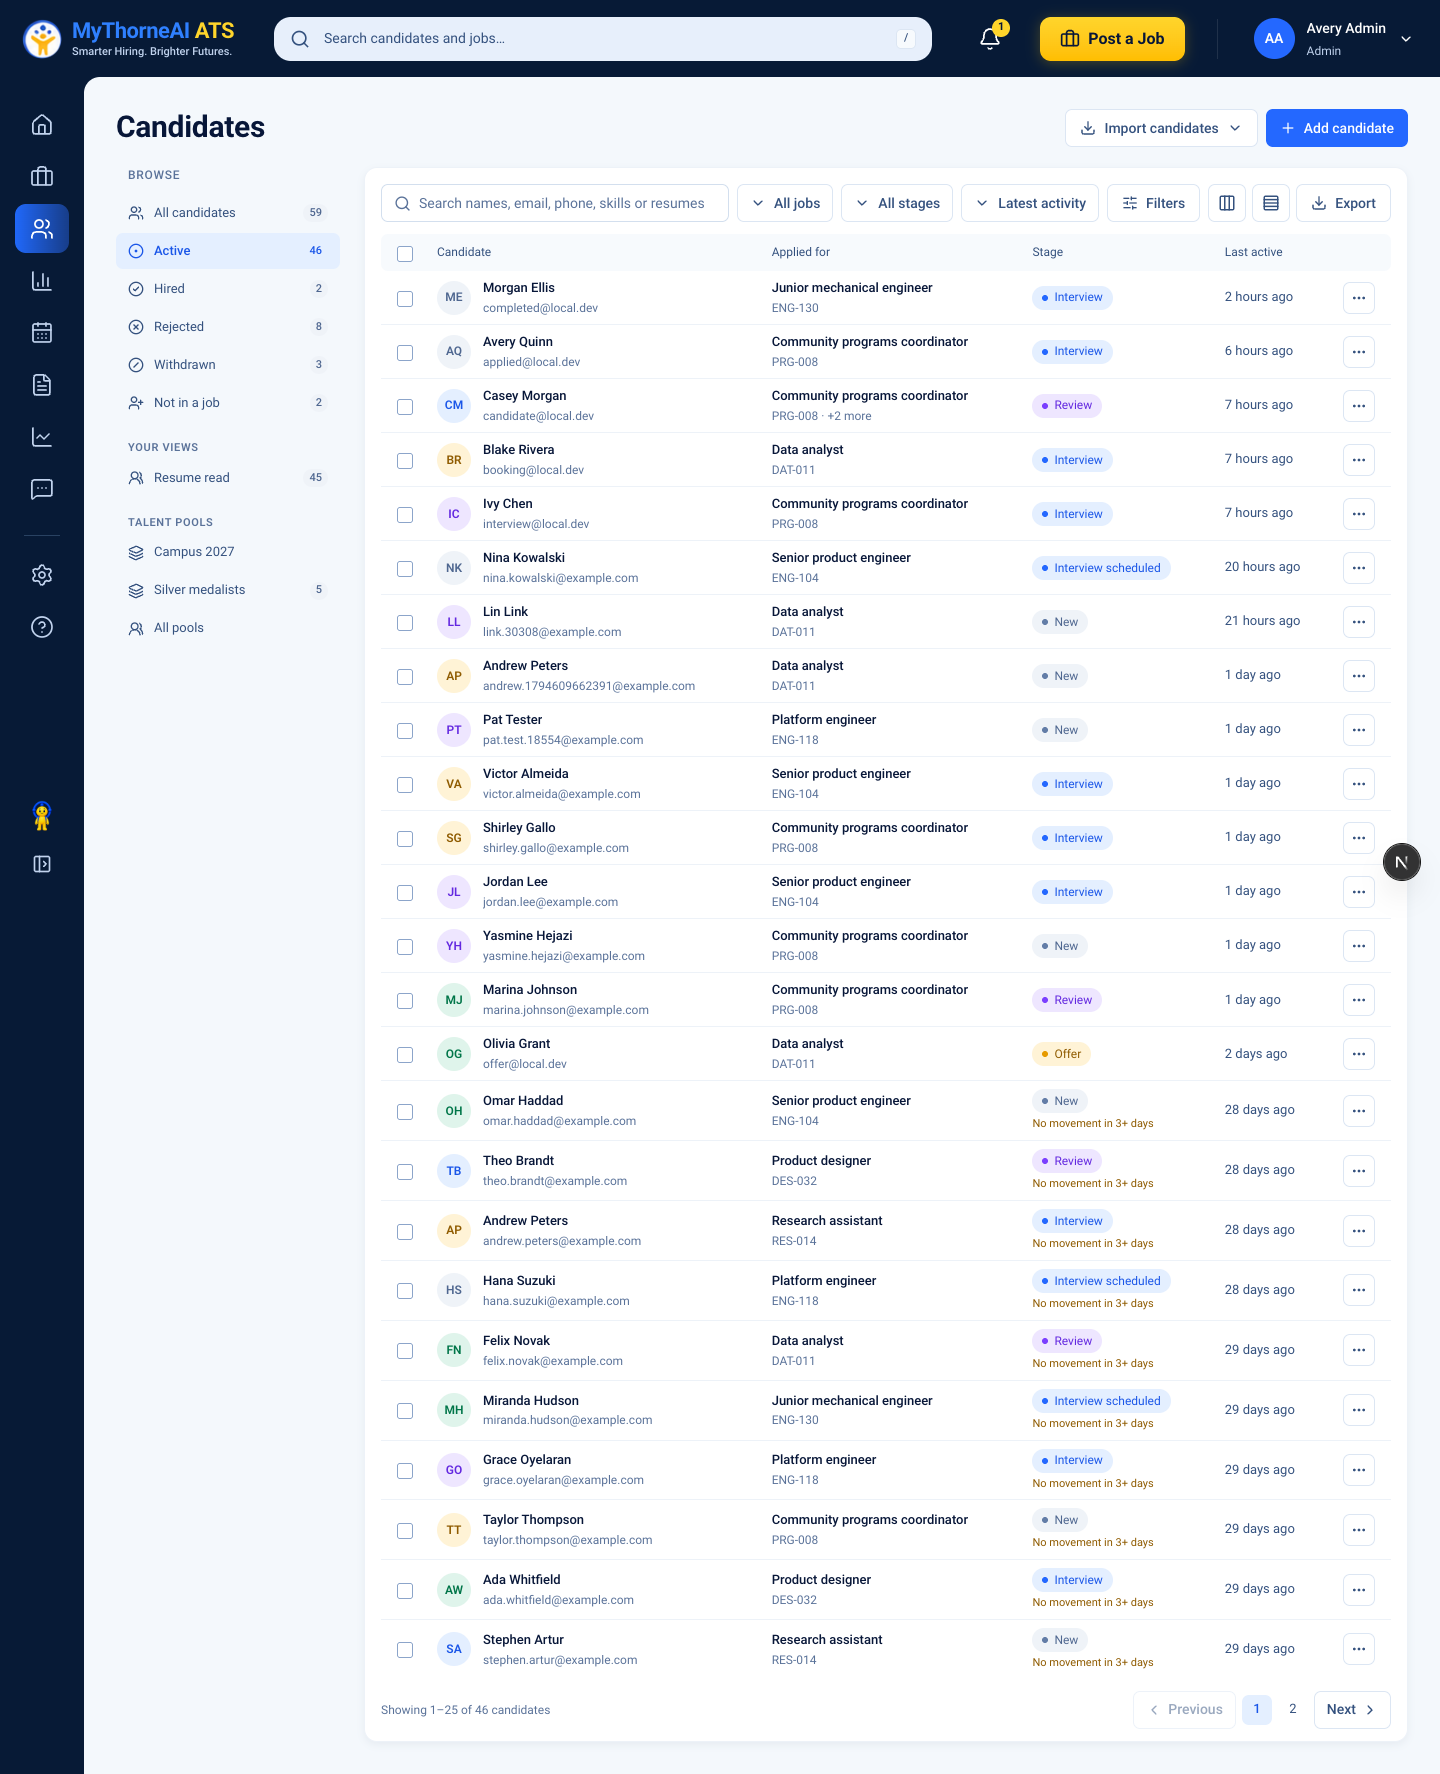 MyThorneAI ATS
Smarter Hiring. Brighter Futures.
Search candidates and jobs...
/
1
Post a Job
AA
Avery Admin
Admin
Candidates
Import candidates
Add candidate
BROWSE
All candidates 59
Active 46
Hired 2
Rejected 8
Withdrawn 3
Not in a job 2
YOUR VIEWS
Resume read 45
TALENT POOLS
Campus 2027
Silver medalists 5
All pools
Search names, email, phone, skills or resumes
All jobs
All stages
Latest activity
Filters
Export
Candidate Applied for Stage Last active
ME Morgan Ellis Junior mechanical engineer Interview 2 hours ago
completed@local.dev ENG-130
AQ Avery Quinn Community programs coordinator Interview 6 hours ago
applied@local.dev PRG-008
CM Casey Morgan Community programs coordinator Review 7 hours ago
candidate@local.dev PRG-008 · +2 more
BR Blake Rivera Data analyst Interview 7 hours ago
booking@local.dev DAT-011
IC Ivy Chen Community programs coordinator Interview 7 hours ago
interview@local.dev PRG-008
NK Nina Kowalski Senior product engineer Interview scheduled 20 hours ago
nina.kowalski@example.com ENG-104
LL Lin Link Data analyst New 21 hours ago
link.30308@example.com DAT-011
AP Andrew Peters Data analyst New 1 day ago
andrew.1794609662391@example.com DAT-011
PT Pat Tester Platform engineer New 1 day ago
pat.test.18554@example.com ENG-118
VA Victor Almeida Senior product engineer Interview 1 day ago
victor.almeida@example.com ENG-104
SG Shirley Gallo Community programs coordinator Interview 1 day ago
shirley.gallo@example.com PRG-008
N
JL Jordan Lee Senior product engineer Interview 1 day ago
jordan.lee@example.com ENG-104
YH Yasmine Hejazi Community programs coordinator New 1 day ago
yasmine.hejazi@example.com PRG-008
MJ Marina Johnson Community programs coordinator Review 1 day ago
marina.johnson@example.com PRG-008
OG Olivia Grant Data analyst Offer 2 days ago
offer@local.dev DAT-011
OH Omar Haddad Senior product engineer New 28 days ago
omar.haddad@example.com ENG-104 No movement in 3+ days
TB Theo Brandt Product designer Review 28 days ago
theo.brandt@example.com DES-032 No movement in 3+ days
AP Andrew Peters Research assistant Interview 28 days ago
andrew.peters@example.com RES-014 No movement in 3+ days
HS Hana Suzuki Platform engineer Interview scheduled 28 days ago
hana.suzuki@example.com ENG-118 No movement in 3+ days
FN Felix Novak Data analyst Review 29 days ago
felix.novak@example.com DAT-011 No movement in 3+ days
MH Miranda Hudson Junior mechanical engineer Interview scheduled 29 days ago
miranda.hudson@example.com ENG-130 No movement in 3+ days
GO Grace Oyelaran Platform engineer Interview 29 days ago
grace.oyelaran@example.com ENG-118 No movement in 3+ days
TT Taylor Thompson Community programs coordinator New 29 days ago
taylor.thompson@example.com PRG-008 No movement in 3+ days
AW Ada Whitfield Product designer Interview 29 days ago
ada.whitfield@example.com DES-032 No movement in 3+ days
SA Stephen Artur Research assistant New 29 days ago
stephen.artur@example.com RES-014 No movement in 3+ days
Showing 1–25 of 46 candidates
Previous 1 2 Next